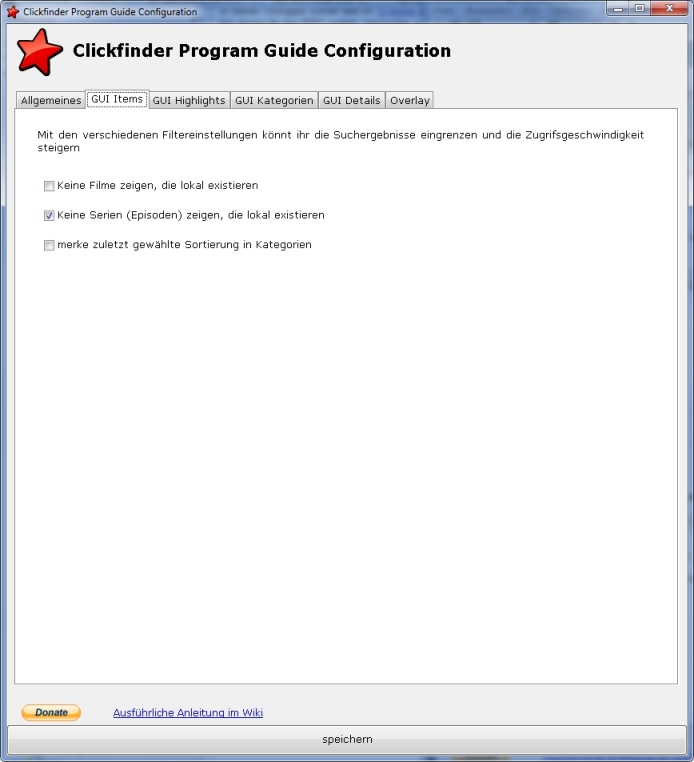 Clickfinder Program Guide Configuration
Clickfinder Program Guide Configuration
Allgemeines GUI Items GUI Highlights GUI Kategorien GUI Details Overlay
Mit den verschiedenen Filtereinstellungen könnt ihr die Suchergebnisse eingrenzen und die Zugrifsgeschwindigkeit
steigern
Keine Filme zeigen, die lokal existieren
Keine Serien (Episoden) zeigen, die lokal existieren
merke zuletzt gewählte Sortierung in Kategorien
Donate Ausführliche Anleitung im Wiki
speichern